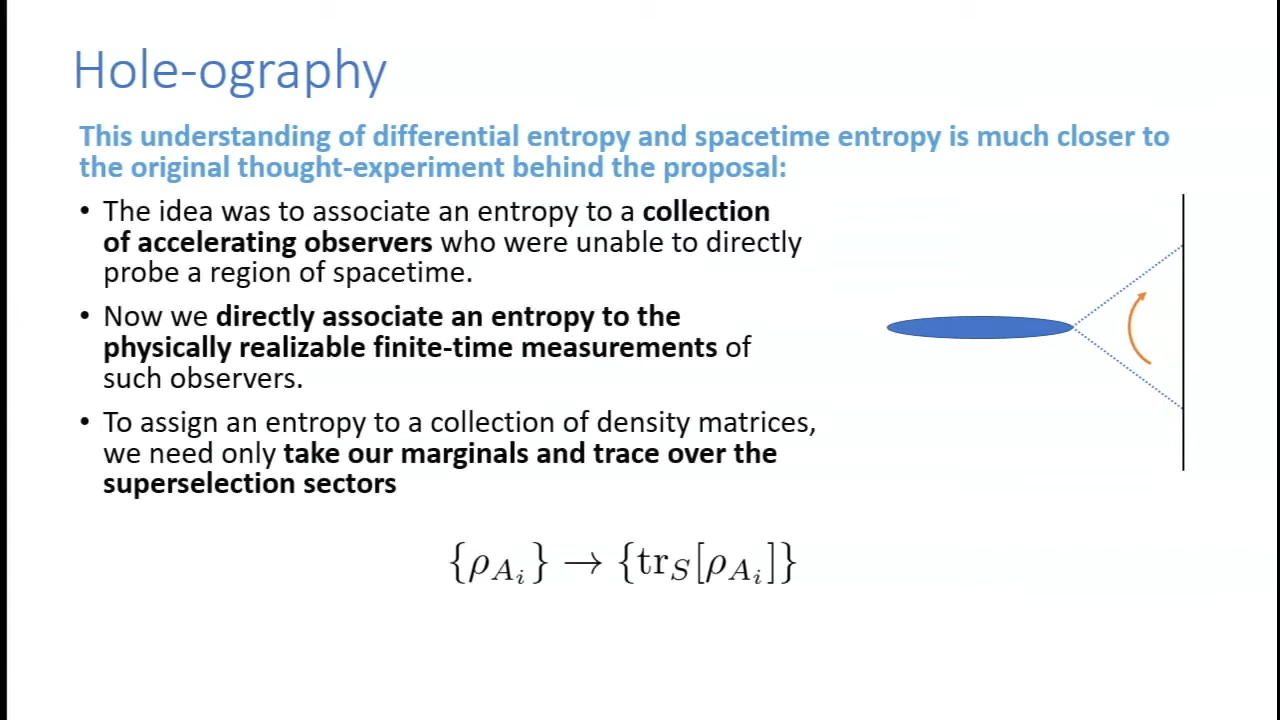 Hole-ography
This understanding of differential entropy and spacetime entropy is much closer to
the original thought-experiment behind the proposal:
• The idea was to associate an entropy to a collection
of accelerating observers who were unable to directly
probe a region of spacetime.
• Now we directly associate an entropy to the
physically realizable finite-time measurements of
such observers.
• To assign an entropy to a collection of density matrices,
we need only take our marginals and trace over the
superselection sectors
{ρ_{A_i}} → {tr_S[ρ_{A_i}]}